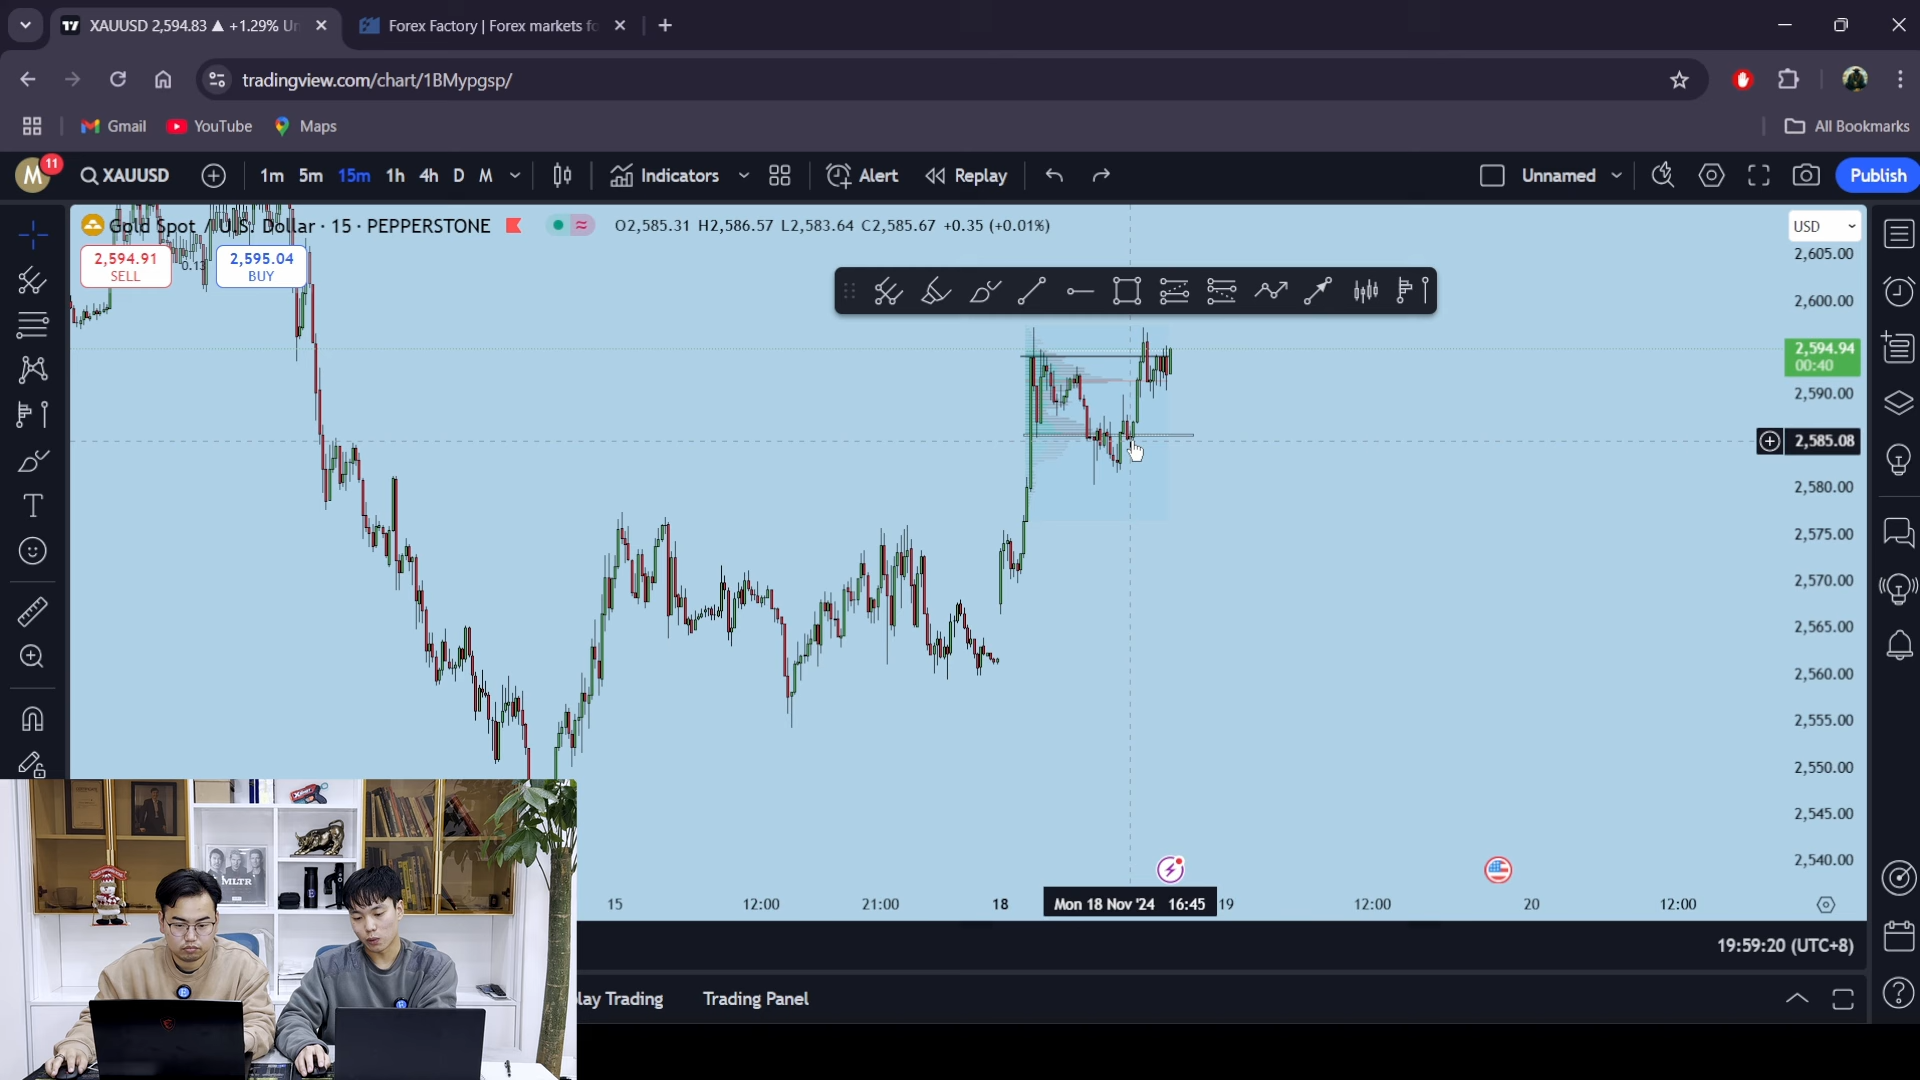 XAUUSD 2,594.83 ▲ +1.29% Un
Forex Factory | Forex markets fo
tradingview.com/chart/1BMypgsp/
Gmail
YouTube
Maps
All Bookmarks
M
11
XAUUSD
1m 5m 15m 1h 4h D M
Indicators
Alert
Replay
Unnamed
Publish
Gold Spot / U.S. Dollar · 15 · PEPPERSTONE
O2,585.31 H2,586.57 L2,583.64 C2,585.67 +0.35 (+0.01%)
USD
2,594.91
SELL
0.13
2,595.04
BUY
2,605.00
2,600.00
2,594.94
00:40
2,590.00
2,585.08
2,580.00
2,575.00
2,570.00
2,565.00
2,560.00
2,555.00
2,550.00
2,545.00
2,540.00
15
12:00
21:00
18
Mon 18 Nov '24 16:45
19
12:00
20
12:00
19:59:20 (UTC+8)
lay Trading
Trading Panel
MLTR